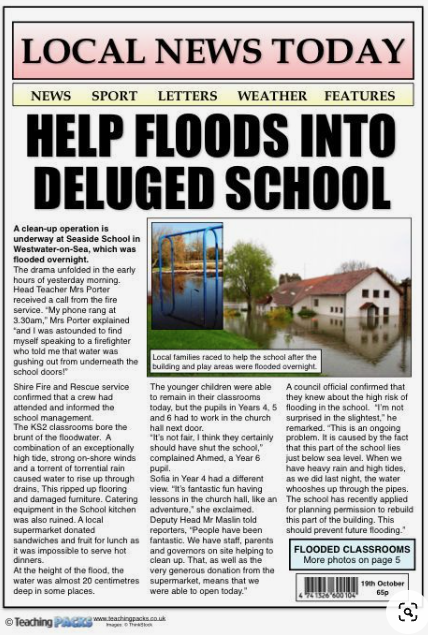 LOCAL NEWS TODAY
NEWS SPORT LETTERS WEATHER FEATURES
HELP FLOODS INTO
DELUGED SCHOOL
A clean-up operation is
underway at Seaside School in
Westwater-on-Sea, which was
flooded overnight.
The drama unfolded in the early
hours of yesterday morning.
Head Teacher Mrs Porter
received a call from the fire
service. “My phone rang at
3.30am,” Mrs Porter explained
“and I was astounded to find
myself speaking to a firefighter
who told me that water was
gushing out from underneath the
school doors!”
Local families raced to help the school after the
building and play areas were flooded overnight.
Shire Fire and Rescue service
confirmed that a crew had
attended and informed the
school management.
The KS2 classrooms bore the
brunt of the floodwater. A
combination of an exceptionally
high tide, strong on-shore winds
and a torrent of torrential rain
caused water to rise up through
drains, This ripped up flooring
and damaged furniture. Catering
equipment in the School kitchen
was also ruined. A local
supermarket donated
sandwiches and fruit for lunch as
it was impossible to serve hot
dinners.
At the height of the flood, the
water was almost 20 centimetres
deep in some places.
The younger children were able
to remain in their classrooms
today, but the pupils in Years 4, 5
and 6 had to work in the church
hall next door.
“It's not fair, I think they certainly
should have shut the school,”
complained Ahmed, a Year 6
pupil.
Sofia in Year 4 had a different
view. “It's fantastic fun having
lessons in the church hall, like an
adventure,” she exclaimed.
Deputy Head Mr Maslin told
reporters, “People have been
fantastic. We have staff, parents
and governors on site helping to
clean up. That, as well as the
very generous donation from the
supermarket, means that we
were able to open today.”
A council official confirmed that
they knew about the high risk of
flooding in the school. “I'm not
surprised in the slightest,” he
remarked. “This is an ongoing
problem. It is caused by the fact
that this part of the school lies
just below sea level. When we
have heavy rain and high tides,
as we did last night, the water
whooshes up through the pipes.
The school has recently applied
for planning permission to rebuild
this part of the building. This
should prevent future flooding.”
FLOODED CLASSROOMS
More photos on page 5
4 741326 600104
19th October
65p
© Teaching PACKS www.teachingpacks.co.uk
Images: © ThinkStock